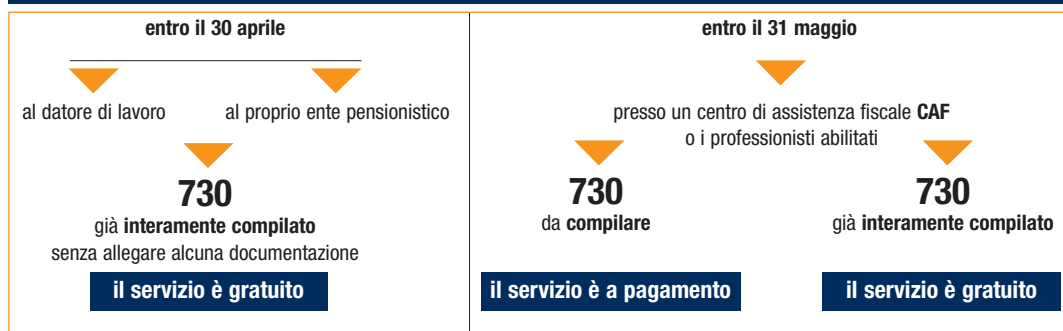 entro il 30 aprile
al datore di lavoro
al proprio ente pensionistico
730
già interamente compilato
senza allegare alcuna documentazione
il servizio è gratuito
entro il 31 maggio
presso un centro di assistenza fiscale CAF
o i professionisti abilitati
730
da compilare
il servizio è a pagamento
730
già interamente compilato
il servizio è gratuito